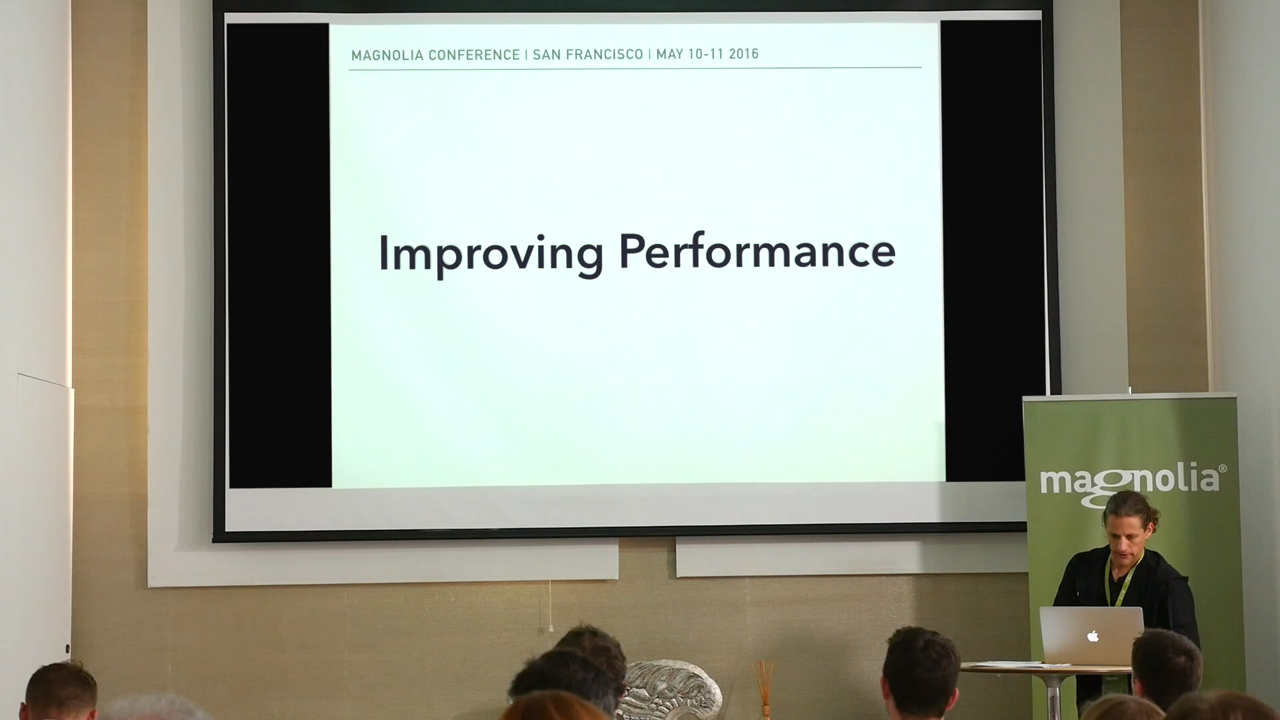 MAGNOLIA CONFERENCE | SAN FRANCISCO | MAY 10-11 2016
Improving Performance
magnolia®